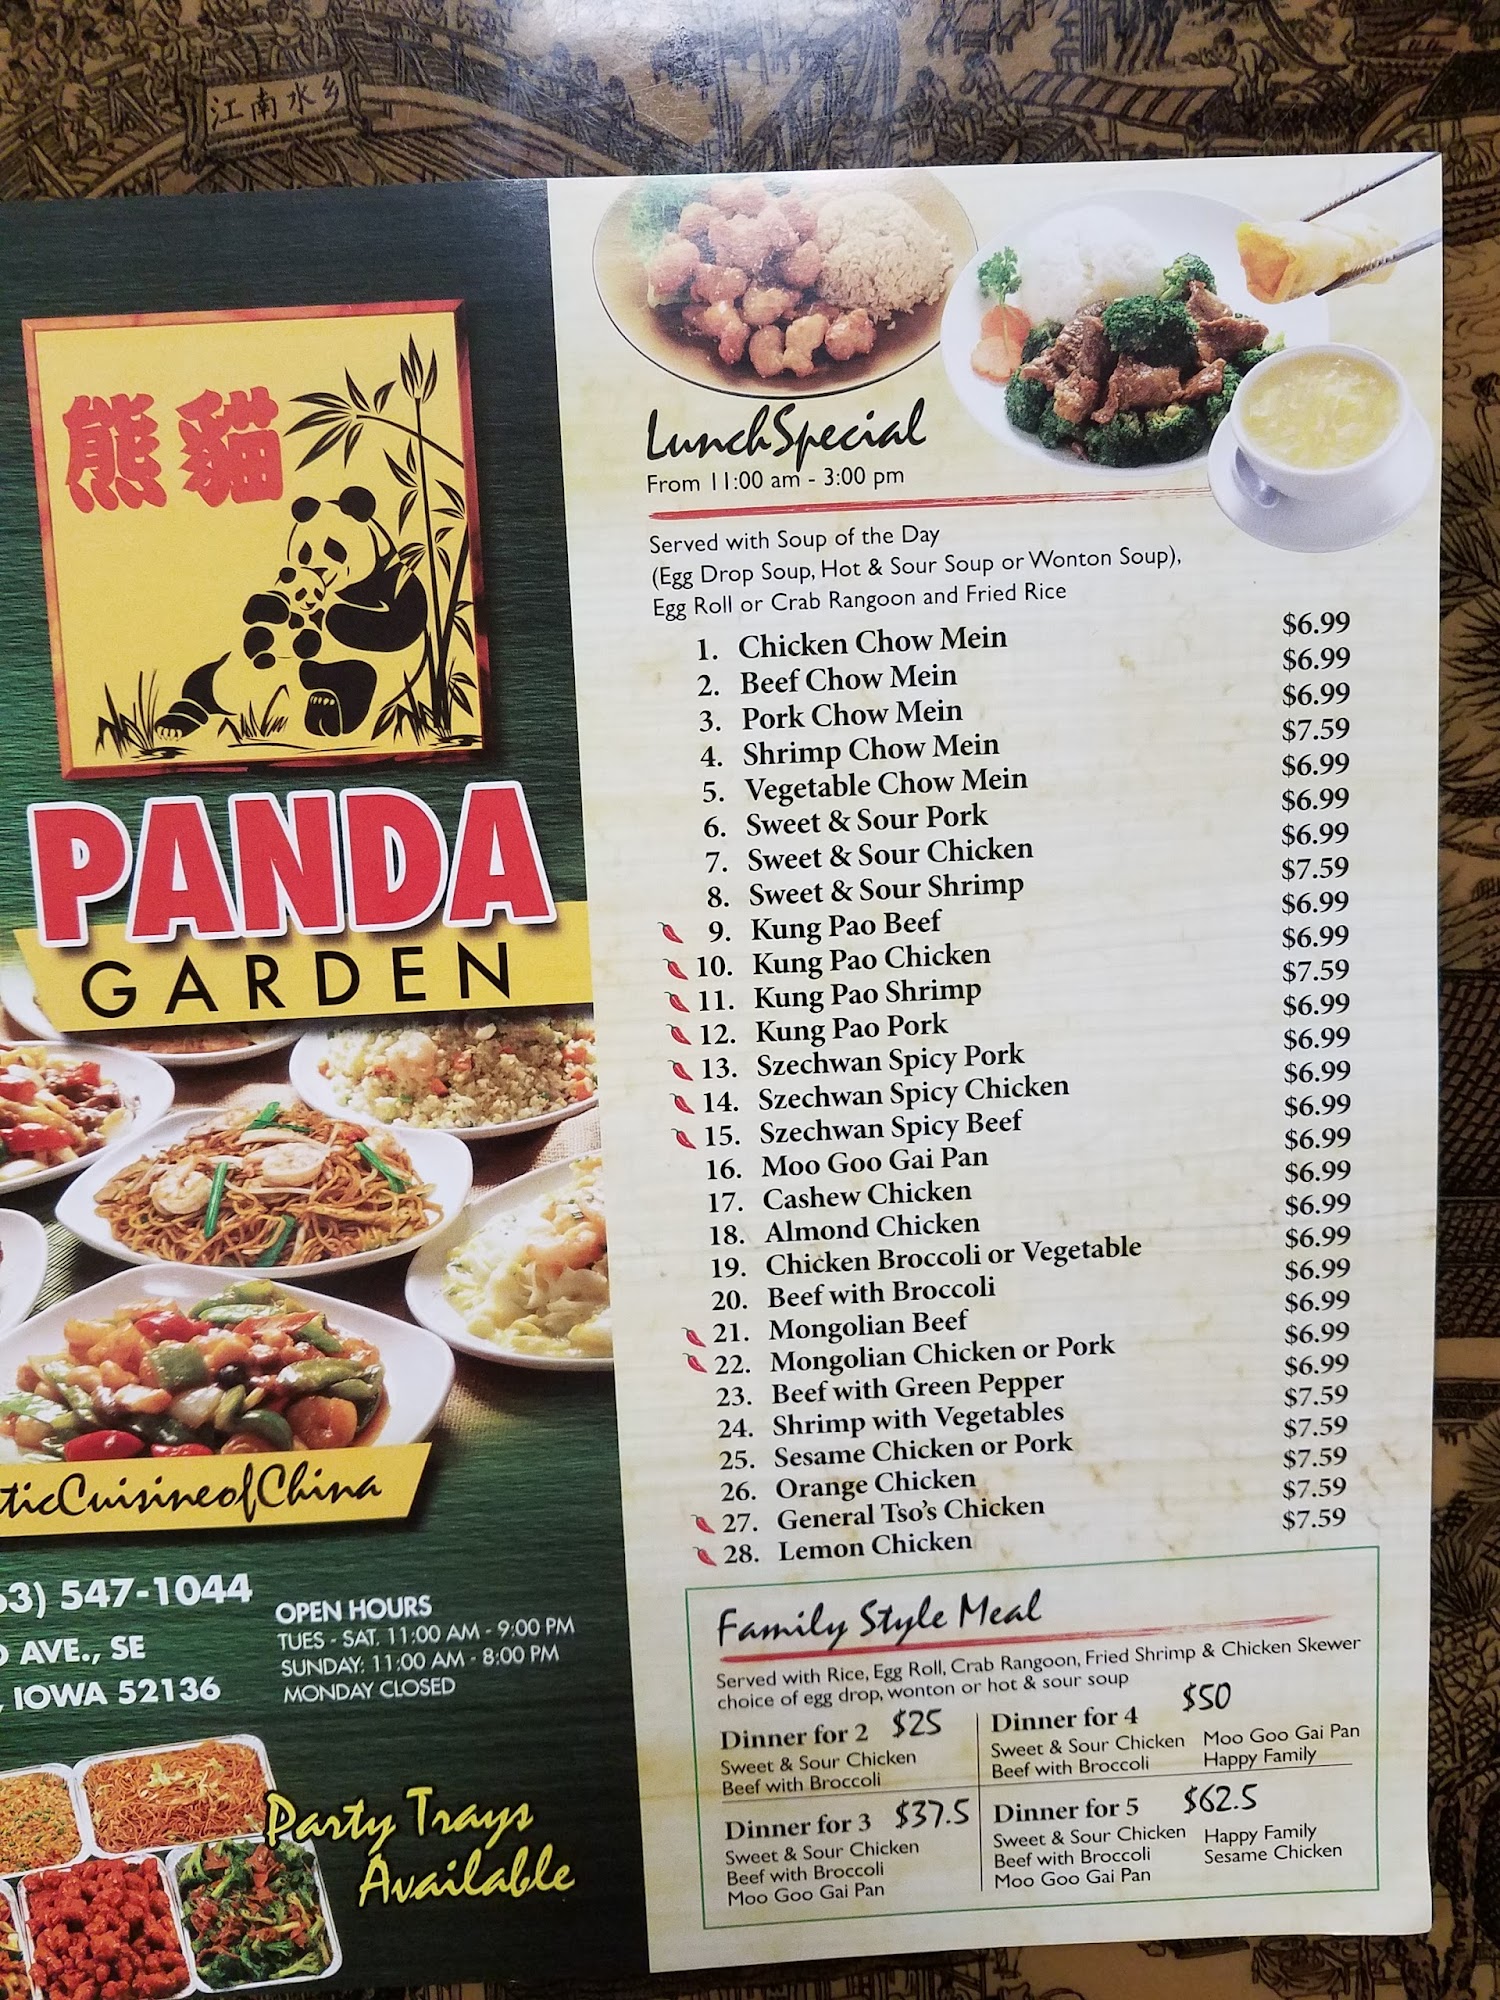 江南水乡
熊貓
PANDA
GARDEN
ticCuisineofChina
63) 547-1044
AVE., SE
, IOWA 52136
OPEN HOURS
TUES - SAT. 11:00 AM - 9:00 PM
SUNDAY: 11:00 AM - 8:00 PM
MONDAY CLOSED
Party Trays
Available
Lunch Special
From 11:00 am - 3:00 pm
Served with Soup of the Day
(Egg Drop Soup, Hot & Sour Soup or Wonton Soup),
Egg Roll or Crab Rangoon and Fried Rice
1. Chicken Chow Mein $6.99
2. Beef Chow Mein $6.99
3. Pork Chow Mein $6.99
4. Shrimp Chow Mein $7.59
5. Vegetable Chow Mein $6.99
6. Sweet & Sour Pork $6.99
7. Sweet & Sour Chicken $6.99
8. Sweet & Sour Shrimp $7.59
9. Kung Pao Beef $6.99
10. Kung Pao Chicken $6.99
11. Kung Pao Shrimp $7.59
12. Kung Pao Pork $6.99
13. Szechwan Spicy Pork $6.99
14. Szechwan Spicy Chicken $6.99
15. Szechwan Spicy Beef $6.99
16. Moo Goo Gai Pan $6.99
17. Cashew Chicken $6.99
18. Almond Chicken $6.99
19. Chicken Broccoli or Vegetable $6.99
20. Beef with Broccoli $6.99
21. Mongolian Beef $6.99
22. Mongolian Chicken or Pork $6.99
23. Beef with Green Pepper $6.99
24. Shrimp with Vegetables $7.59
25. Sesame Chicken or Pork $7.59
26. Orange Chicken $7.59
27. General Tso's Chicken $7.59
28. Lemon Chicken $7.59
Family Style Meal
Served with Rice, Egg Roll, Crab Rangoon, Fried Shrimp & Chicken Skewer
choice of egg drop, wonton or hot & sour soup
Dinner for 2 $25
Sweet & Sour Chicken
Beef with Broccoli
Dinner for 4 $50
Sweet & Sour Chicken Moo Goo Gai Pan
Beef with Broccoli Happy Family
Dinner for 3 $37.5
Sweet & Sour Chicken
Beef with Broccoli
Moo Goo Gai Pan
Dinner for 5 $62.5
Sweet & Sour Chicken Happy Family
Beef with Broccoli Sesame Chicken
Moo Goo Gai Pan